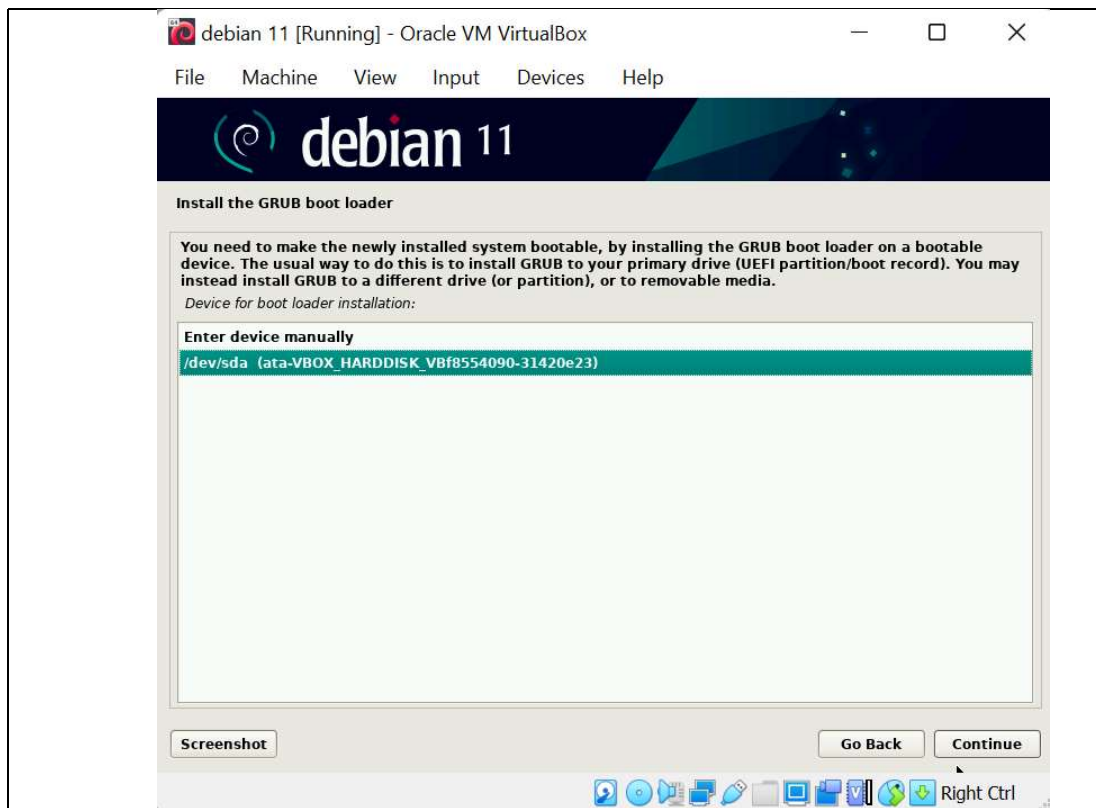 64
debian 11 [Running] - Oracle VM VirtualBox
File Machine View Input Devices Help
debian 11
Install the GRUB boot loader
You need to make the newly installed system bootable, by installing the GRUB boot loader on a bootable
device. The usual way to do this is to install GRUB to your primary drive (UEFI partition/boot record). You may
instead install GRUB to a different drive (or partition), or to removable media.
Device for boot loader installation:
Enter device manually
/dev/sda (ata-VBOX_HARDDISK_VBf8554090-31420e23)
Screenshot
Go Back
Continue
Right Ctrl